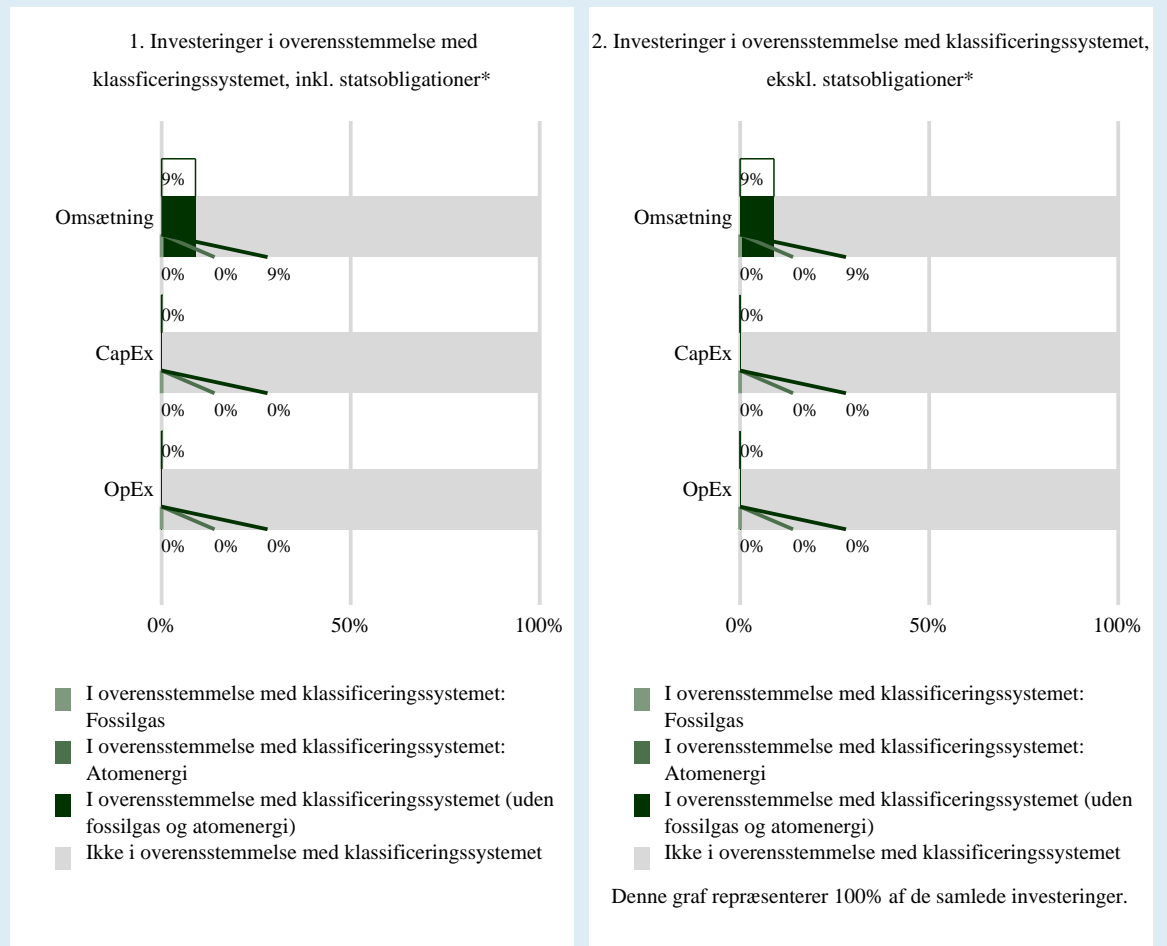 1. Investeringer i overensstemmelse med
klassficeringssystemet, inkl. statsobligationer*
9%
Omsætning
0% 0% 9%
0%
CapEx
0% 0% 0%
0%
OpEx
0% 0% 0%
0% 50% 100%
I overensstemmelse med klassificeringssystemet:
Fossilgas
I overensstemmelse med klassificeringssystemet:
Atomenergi
I overensstemmelse med klassificeringssystemet (uden
fossilgas og atomenergi)
Ikke i overensstemmelse med klassificeringssystemet
2. Investeringer i overensstemmelse med klassificeringssystemet,
ekskl. statsobligationer*
9%
Omsætning
0% 0% 9%
0%
CapEx
0% 0% 0%
0%
OpEx
0% 0% 0%
0% 50% 100%
I overensstemmelse med klassificeringssystemet:
Fossilgas
I overensstemmelse med klassificeringssystemet:
Atomenergi
I overensstemmelse med klassificeringssystemet (uden
fossilgas og atomenergi)
Ikke i overensstemmelse med klassificeringssystemet
Denne graf repræsenterer 100% af de samlede investeringer.